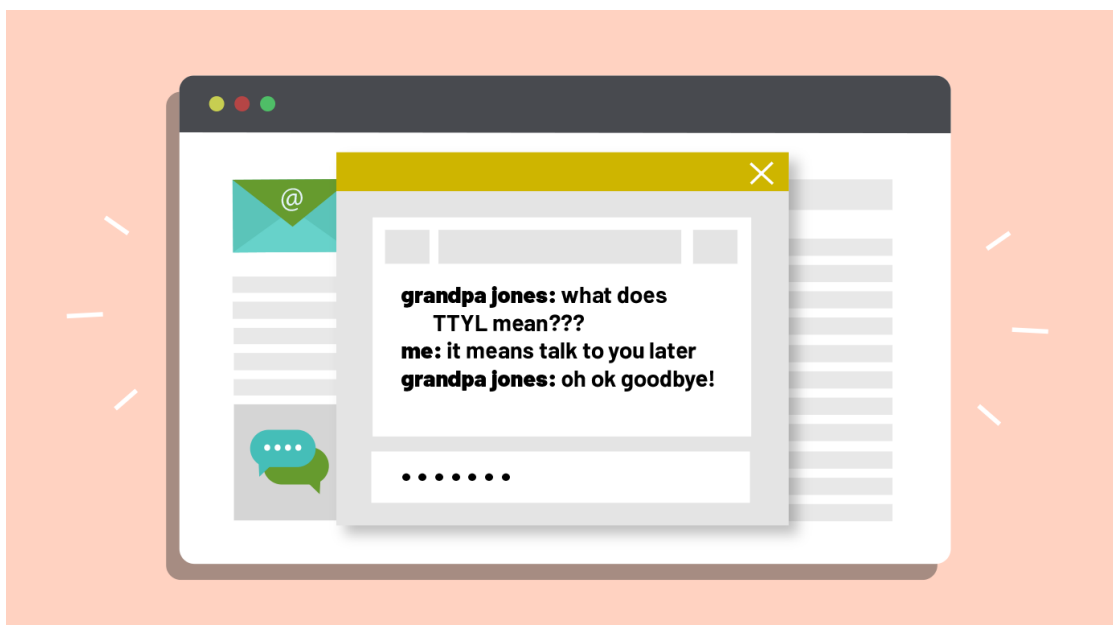 @
grandpa jones: what does
TTYL mean???
me: it means talk to you later
grandpa jones: oh ok goodbye!